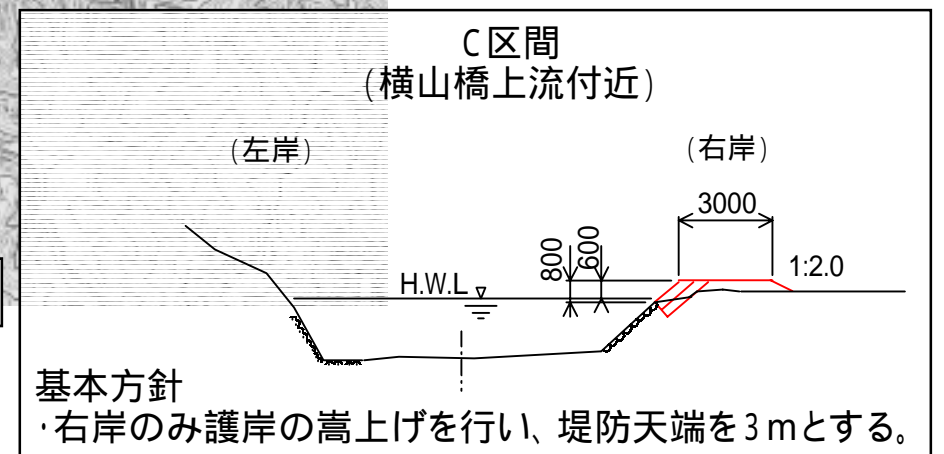 C区間
(横山橋上流付近)
(左岸)
(右岸)
3000
800
600
1:2.0
H.W.L
基本方針
・右岸のみ護岸の嵩上げを行い、堤防天端を3mとする。